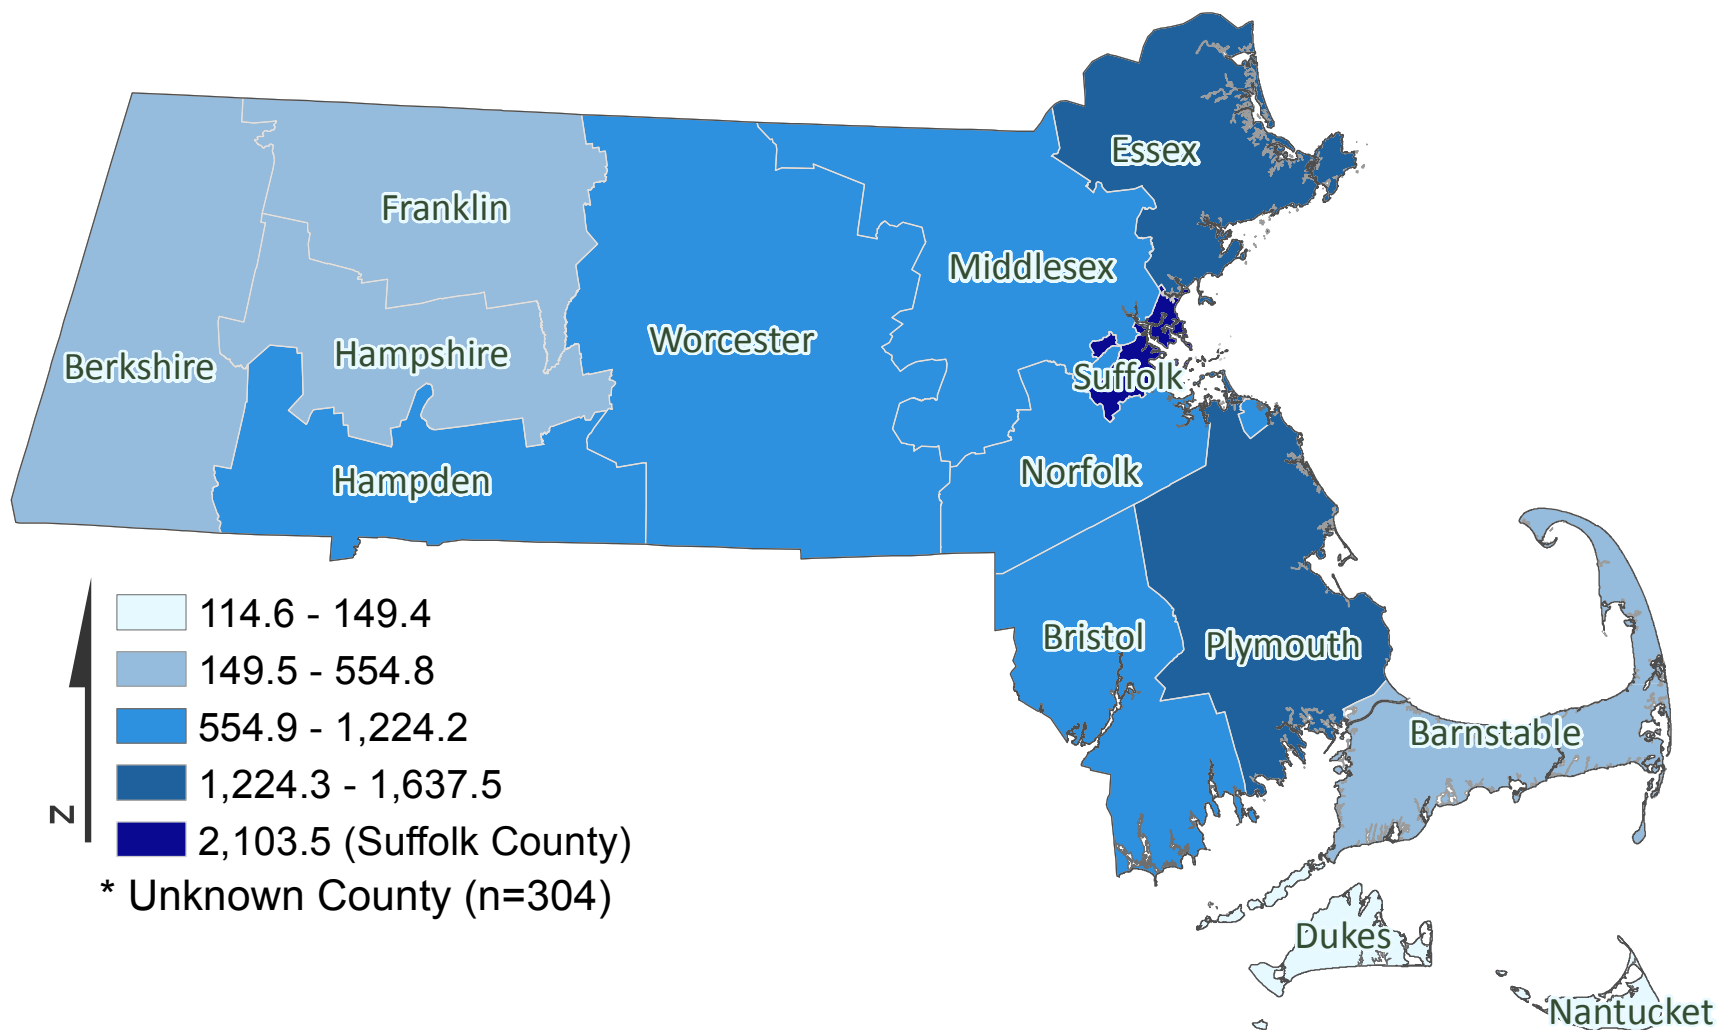 Essex
Franklin
Middlesex
Worcester
Hampshire
Berkshire
Suffolk
Norfolk
Hampden
Bristol
Plymouth
Barnstable
Dukes
Nantucket
114.6 - 149.4
149.5 - 554.8
554.9 - 1,224.2
1,224.3 - 1,637.5
2,103.5 (Suffolk County)
* Unknown County (n=304)
N